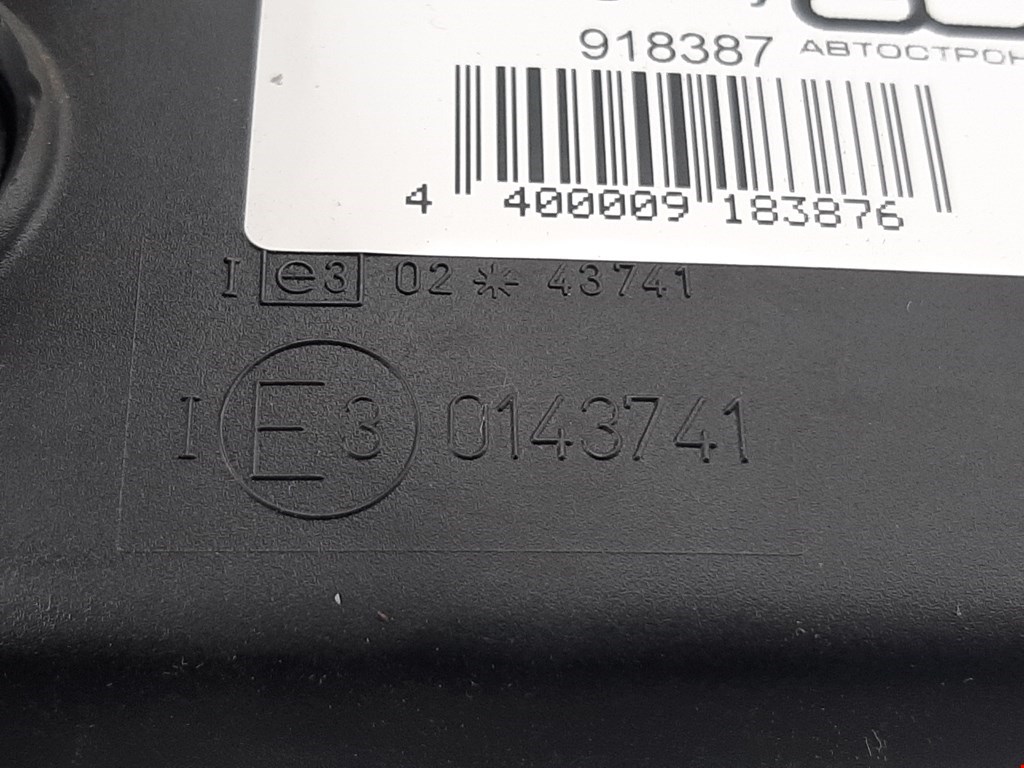 918387 АВТОСТРОН
4 400009 183876
I e3 02 * 43741
I E3 0143741